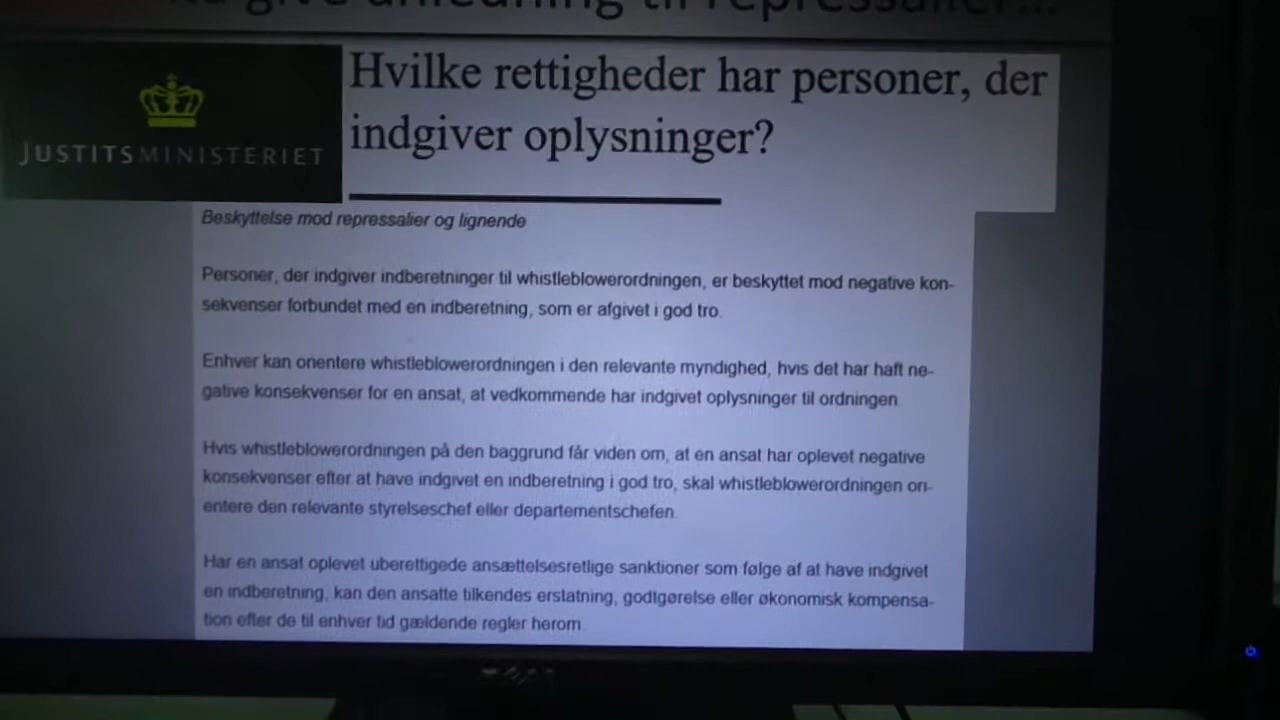 give anledning til repressalier...
JUSTITSMINISTERIET
Hvilke rettigheder har personer, der
indgiver oplysninger?
Beskyttelse mod repressalier og lignende
Personer, der indgiver indberetninger til whistleblowerordningen, er beskyttet mod negative kon-
sekvenser forbundet med en indberetning, som er afgivet i god tro.
Enhver kan orientere whistleblowerordningen i den relevante myndighed, hvis det har haft ne-
gative konsekvenser for en ansat, at vedkommende har indgivet oplysninger til ordningen.
Hvis whistleblowerordningen på den baggrund får viden om, at en ansat har oplevet negative
konsekvenser efter at have indgivet en indberetning i god tro, skal whistleblowerordningen ori-
entere den relevante styrelseschef eller departementschefen.
Har en ansat oplevet uberettigede ansættelsesretlige sanktioner som følge af at have indgivet
en indberetning, kan den ansatte tilkendes erstatning, godtgørelse eller økonomisk kompensa-
tion efter de til enhver tid gældende regler herom.